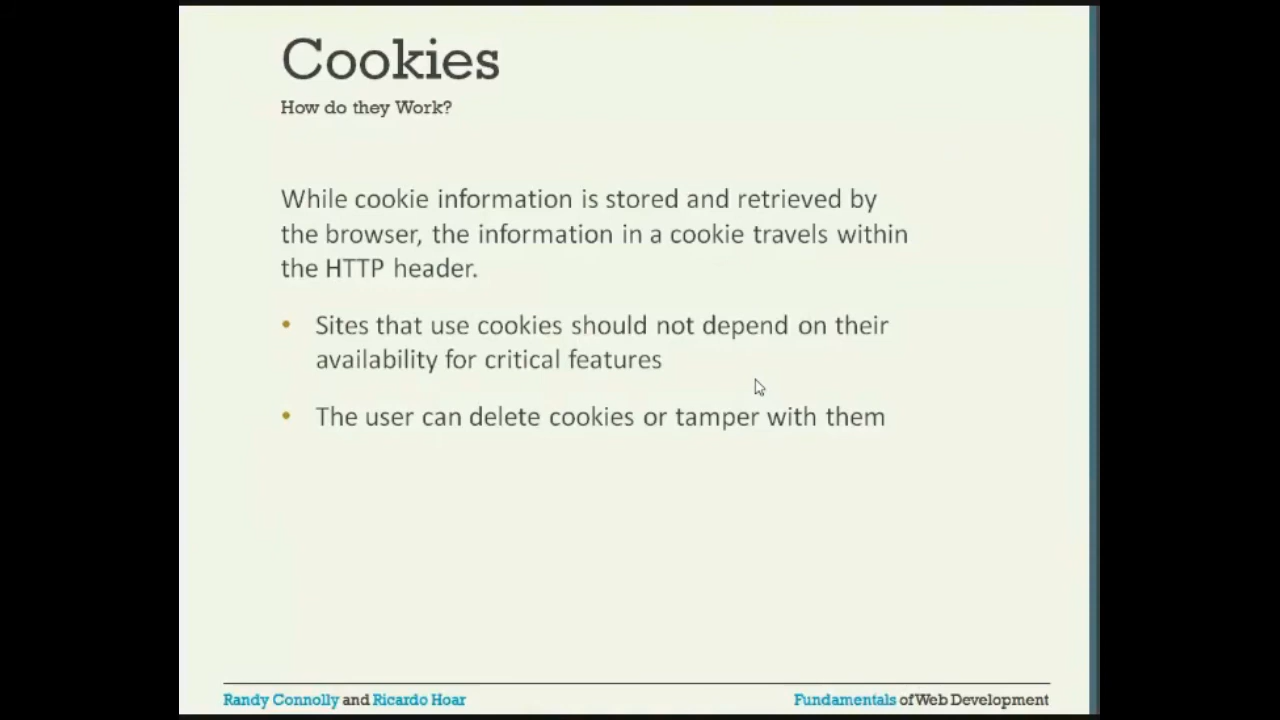 Cookies
How do they Work?
While cookie information is stored and retrieved by
the browser, the information in a cookie travels within
the HTTP header.
• Sites that use cookies should not depend on their
availability for critical features
• The user can delete cookies or tamper with them
Randy Connolly and Ricardo Hoar
Fundamentals of Web Development